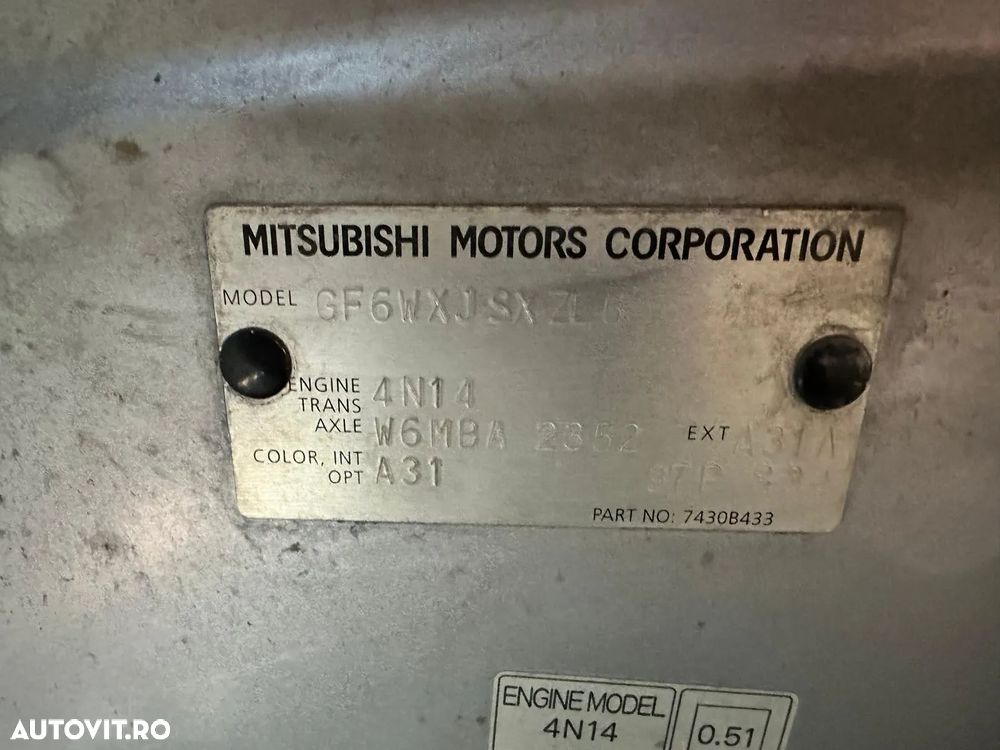 MITSUBISHI MOTORS CORPORATION
MODEL GF6WXJSXZL6
ENGINE 4N14
TRANS
AXLE W6MBA 2352 EXT A31A
COLOR, INT A31
OPT
PART NO: 7430B433
ENGINE MODEL
4N14
0.51
AUTOVIT.RO